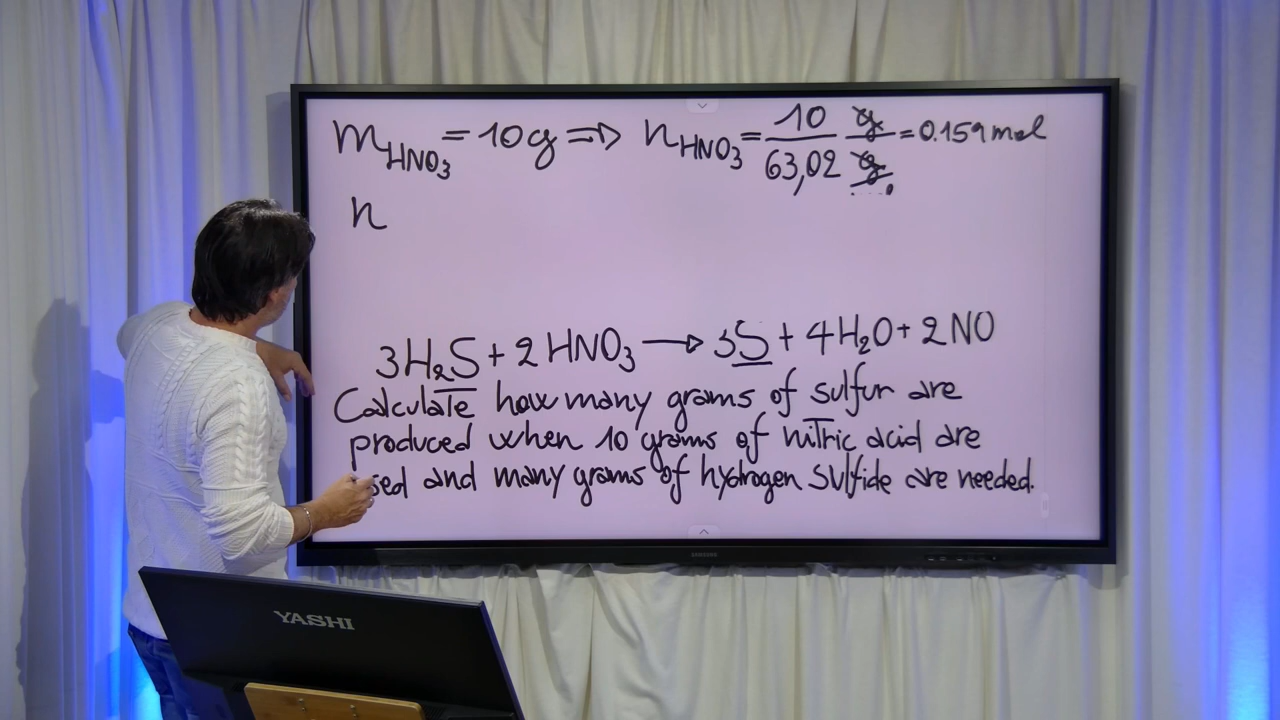 m HNO3 = 10g ⇒ n HNO3 = 10/63,02 g/g = 0.159 mol
n
3H2S + 2HNO3 → 3S + 4H2O + 2NO
Calculate how many grams of sulfur are
produced when 10 grams of nitric acid are
sed and many grams of hydrogen sulfide are needed.
SAMSUNG
YASHI